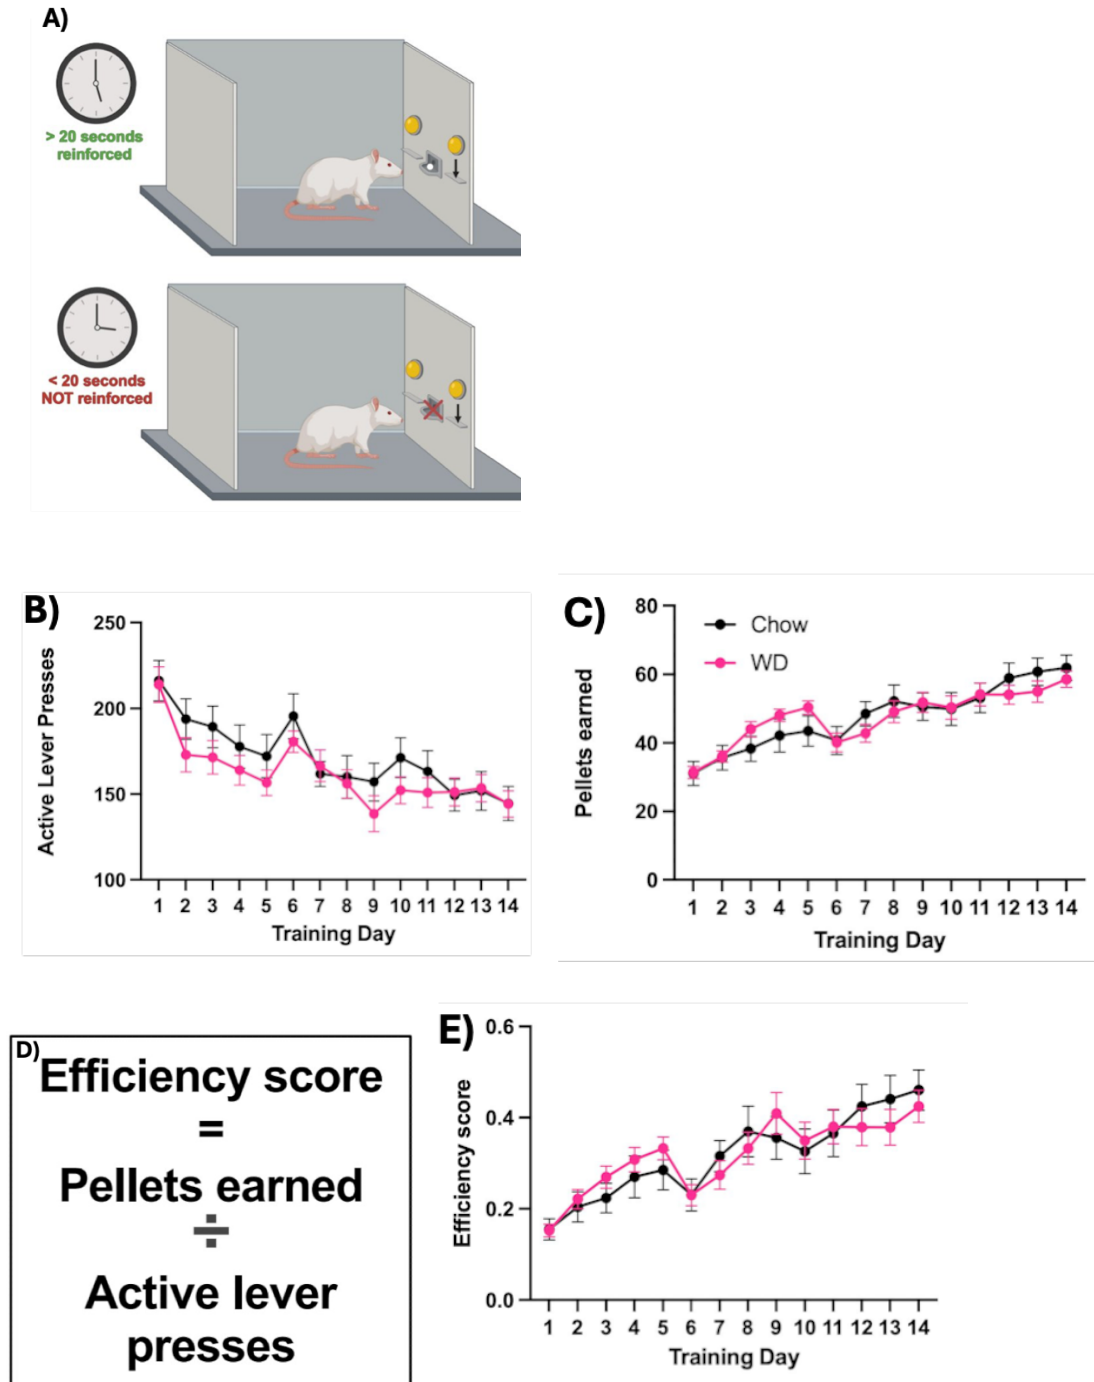 A)
> 20 seconds
reinforced
< 20 seconds
NOT reinforced
B)
250
200
150
100
Active Lever Presses
1 2 3 4 5 6 7 8 9 10 11 12 13 14
Training Day
C)
80
60
40
20
0
Pellets earned
Chow
WD
1 2 3 4 5 6 7 8 9 10 11 12 13 14
Training Day
D)
Efficiency score
=
Pellets earned
÷
Active lever
presses
E)
0.6
0.4
0.2
0.0
Efficiency score
1 2 3 4 5 6 7 8 9 10 11 12 13 14
Training Day